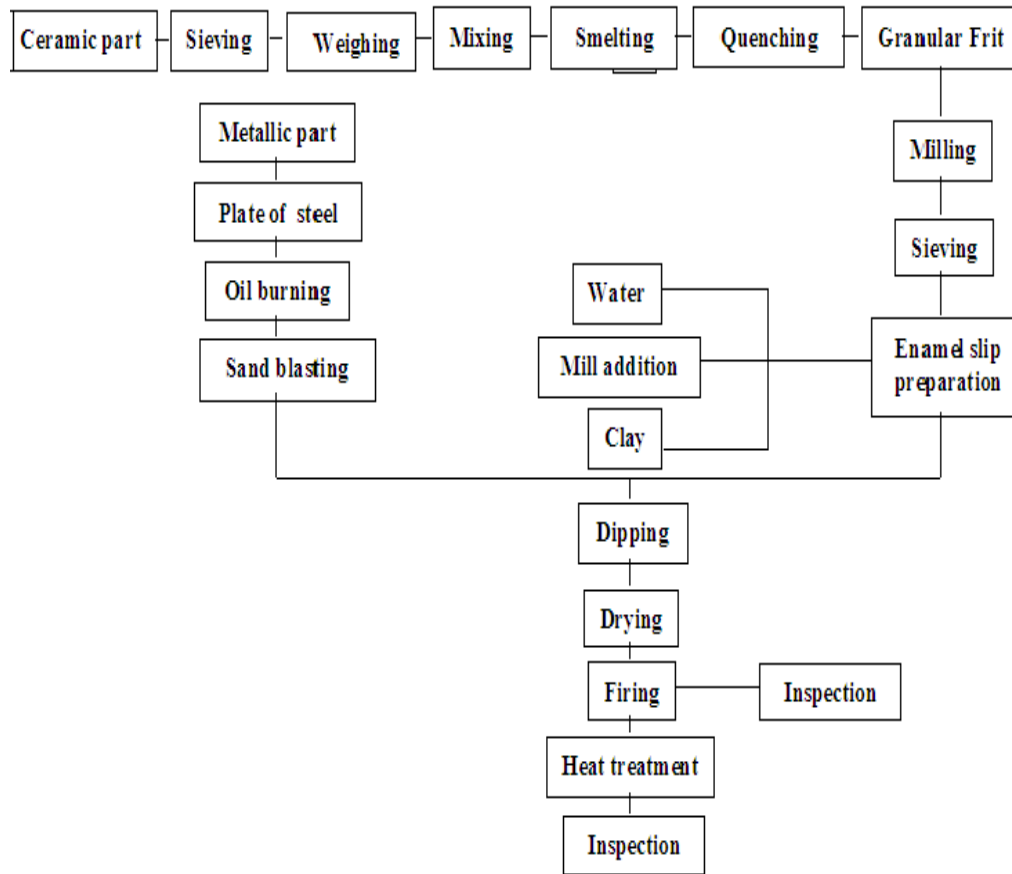 Ceramic part
Sieving
Weighing
Mixing
Smelting
Quenching
Granular Frit
Metallic part
Milling
Plate of steel
Sieving
Oil burning
Water
Sand blasting
Mill addition
Enamel slip
preparation
Clay
Dipping
Drying
Firing
Inspection
Heat treatment
Inspection